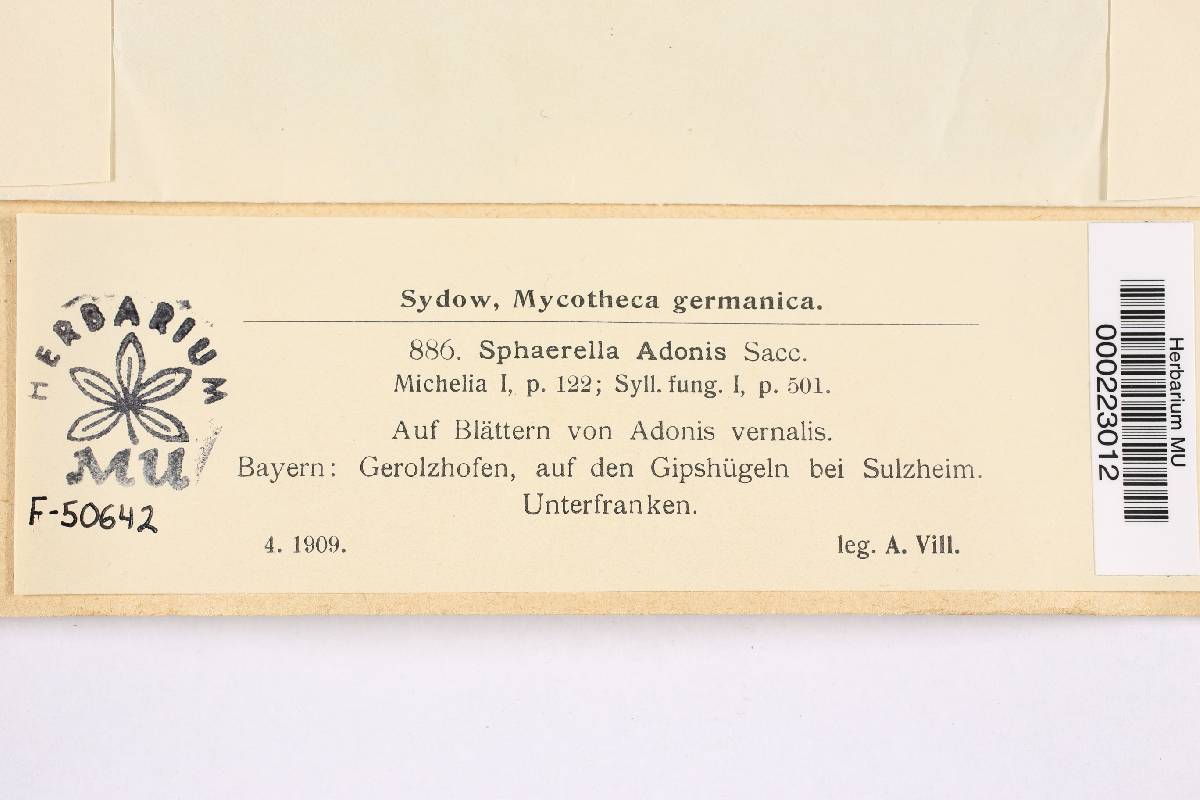 Sydow, Mycotheca germanica.
886. Sphaerella Adonis Sacc.
Michelia I, p. 122; Syll. fung. I, p. 501.
Auf Blättern von Adonis vernalis.
Bayern: Gerolzhofen, auf den Gipshügeln bei Sulzheim.
Unterfranken.
4. 1909. leg. A. Vill.
HERBARIUM
MU
F-50642
Herbarium MU
000223012